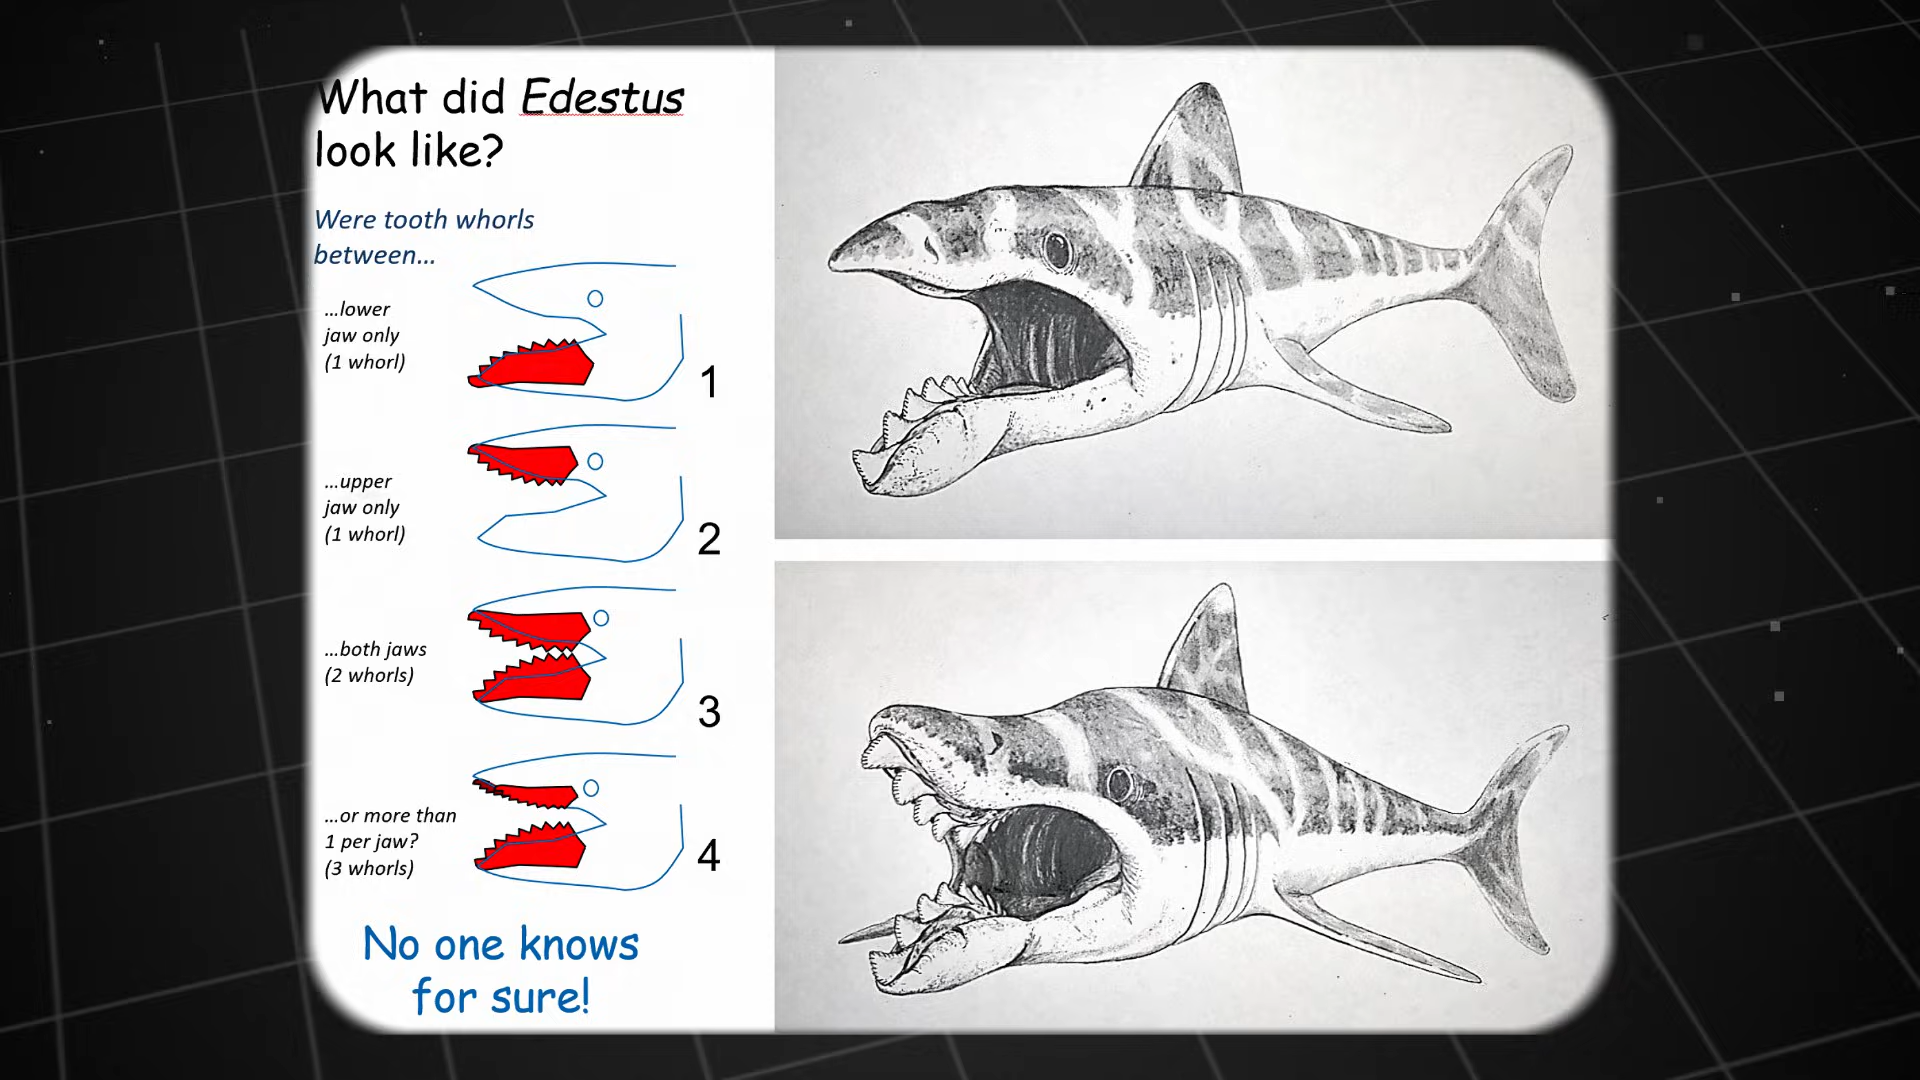 What did Edestus
look like?
Were tooth whorls
between...
...lower
jaw only
(1 whorl)
1
...upper
jaw only
(1 whorl)
2
...both jaws
(2 whorls)
3
...or more than
1 per jaw?
(3 whorls)
4
No one knows
for sure!